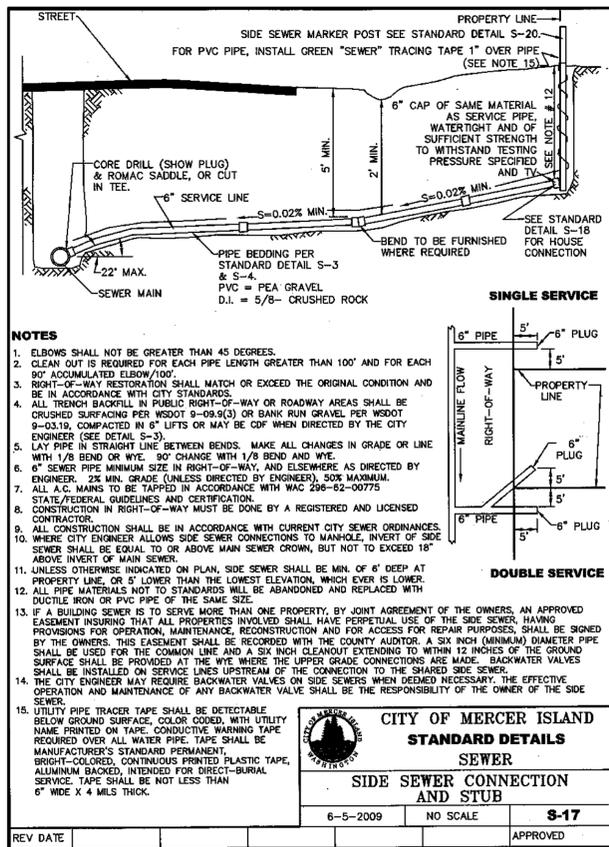 STREET
PROPERTY LINE
SIDE SEWER MARKER POST SEE STANDARD DETAIL S-20.
FOR PVC PIPE, INSTALL GREEN "SEWER" TRACING TAPE 1" OVER PIPE
(SEE NOTE 15)
6" CAP OF SAME MATERIAL
AS SERVICE PIPE,
WATERTIGHT AND OF
SUFFICIENT STRENGTH
TO WITHSTAND TESTING
PRESSURE SPECIFIED
AND TV.
SEE NOTE # 12
5' MIN.
2' MIN.
CORE DRILL (SHOW PLUG)
& ROMAC SADDLE, OR CUT
IN TEE.
6" SERVICE LINE
S=0.02% MIN.
S=0.02% MIN.
22° MAX.
SEWER MAIN
PIPE BEDDING PER
STANDARD DETAIL S-3
& S-4.
PVC = PEA GRAVEL
D.I. = 5/8- CRUSHED ROCK
BEND TO BE FURNISHED
WHERE REQUIRED
SEE STANDARD
DETAIL S-18
FOR HOUSE
CONNECTION
SINGLE SERVICE
6" PIPE
5'
6" PLUG
5'
PROPERTY
LINE
MAINLINE FLOW
RIGHT-OF-WAY
6"
PLUG
5'
5'
6" PIPE
6" PLUG
5'
DOUBLE SERVICE
NOTES
1. ELBOWS SHALL NOT BE GREATER THAN 45 DEGREES.
2. CLEAN OUT IS REQUIRED FOR EACH PIPE LENGTH GREATER THAN 100' AND FOR EACH
90° ACCUMULATED ELBOW/100'.
3. RIGHT-OF-WAY RESTORATION SHALL MATCH OR EXCEED THE ORIGINAL CONDITION AND
BE IN ACCORDANCE WITH CITY STANDARDS.
4. ALL TRENCH BACKFILL IN PUBLIC RIGHT-OF-WAY OR ROADWAY AREAS SHALL BE
CRUSHED SURFACING PER WSDOT 9-09.9(3) OR BANK RUN GRAVEL PER WSDOT
9-03.19, COMPACTED IN 6" LIFTS OR MAY BE CDF WHEN DIRECTED BY THE CITY
ENGINEER (SEE DETAIL S-3).
5. LAY PIPE IN STRAIGHT LINE BETWEEN BENDS. MAKE ALL CHANGES IN GRADE OR LINE
WITH 1/8 BEND OR WYE. 90° CHANGE WITH 1/8 BEND AND WYE.
6. 6" SEWER PIPE MINIMUM SIZE IN RIGHT-OF-WAY, AND ELSEWHERE AS DIRECTED BY
ENGINEER. 2% MIN. GRADE (UNLESS DIRECTED BY ENGINEER), 50% MAXIMUM.
7. ALL A.C. MAINS TO BE TAPPED IN ACCORDANCE WITH WAC 296-62-00775
STATE/FEDERAL GUIDELINES AND CERTIFICATION.
8. CONSTRUCTION IN RIGHT-OF-WAY MUST BE DONE BY A REGISTERED AND LICENSED
CONTRACTOR.
9. ALL CONSTRUCTION SHALL BE IN ACCORDANCE WITH CURRENT CITY SEWER ORDINANCES.
10. WHERE CITY ENGINEER ALLOWS SIDE SEWER CONNECTIONS TO MANHOLE, INVERT OF SIDE
SEWER SHALL BE EQUAL TO OR ABOVE MAIN SEWER CROWN, BUT NOT TO EXCEED 18"
ABOVE INVERT OF MAIN SEWER.
11. UNLESS OTHERWISE INDICATED ON PLAN, SIDE SEWER SHALL BE MIN. OF 6' DEEP AT
PROPERTY LINE, OR 5' LOWER THAN THE LOWEST ELEVATION, WHICH EVER IS LOWER.
12. ALL PIPE MATERIALS NOT TO STANDARDS WILL BE ABANDONED AND REPLACED WITH
DUCTILE IRON OR PVC PIPE OF THE SAME SIZE.
13. IF A BUILDING SEWER IS TO SERVE MORE THAN ONE PROPERTY, BY JOINT AGREEMENT OF THE OWNERS, AN APPROVED
EASEMENT INSURING THAT ALL PROPERTIES INVOLVED SHALL HAVE PERPETUAL USE OF THE SIDE SEWER, HAVING
PROVISIONS FOR OPERATION, MAINTENANCE, RECONSTRUCTION AND FOR ACCESS FOR REPAIR PURPOSES, SHALL BE SIGNED
BY THE OWNERS. THIS EASEMENT SHALL BE RECORDED WITH THE COUNTY AUDITOR. A SIX INCH (MINIMUM) DIAMETER PIPE
SHALL BE USED FOR THE COMMON LINE AND A SIX INCH CLEANOUT EXTENDING TO WITHIN 12 INCHES OF THE GROUND
SURFACE SHALL BE PROVIDED AT THE WYE WHERE THE UPPER GRADE CONNECTIONS ARE MADE. BACKWATER VALVES
SHALL BE INSTALLED ON SERVICE LINES UPSTREAM OF THE CONNECTION TO THE SHARED SIDE SEWER.
14. THE CITY ENGINEER MAY REQUIRE BACKWATER VALVES ON SIDE SEWERS WHEN DEEMED NECESSARY. THE EFFECTIVE
OPERATION AND MAINTENANCE OF ANY BACKWATER VALVE SHALL BE THE RESPONSIBILITY OF THE OWNER OF THE SIDE
SEWER.
15. UTILITY PIPE TRACER TAPE SHALL BE DETECTABLE
BELOW GROUND SURFACE, COLOR CODED, WITH UTILITY
NAME PRINTED ON TAPE. CONDUCTIVE WARNING TAPE
REQUIRED OVER ALL WATER PIPE. TAPE SHALL BE
MANUFACTURER'S STANDARD PERMANENT,
BRIGHT-COLORED, CONTINUOUS PRINTED PLASTIC TAPE,
ALUMINUM BACKED, INTENDED FOR DIRECT-BURIAL
SERVICE. TAPE SHALL BE NOT LESS THAN
6" WIDE X 4 MILS THICK.
CITY OF MERCER ISLAND
WASHINGTON
CITY OF MERCER ISLAND
STANDARD DETAILS
SEWER
SIDE SEWER CONNECTION
AND STUB
6-5-2009
NO SCALE
S-17
REV DATE
APPROVED